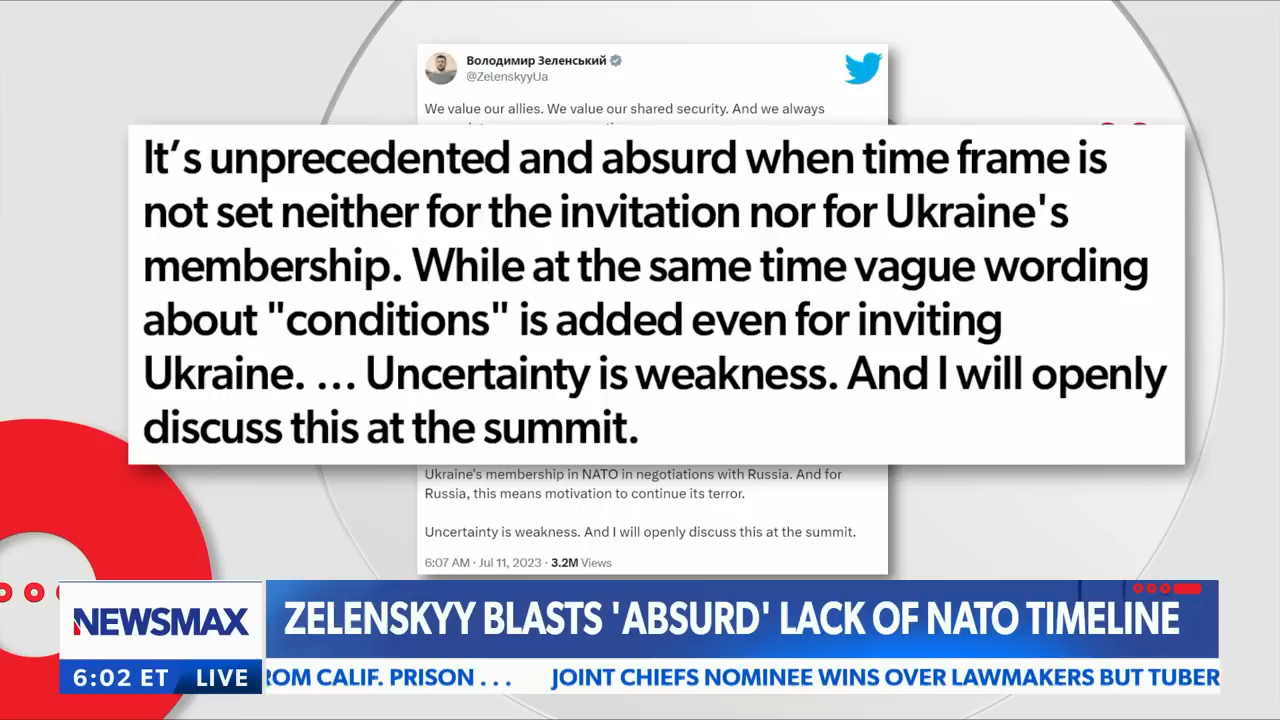 Володимир Зеленський
@ZelenskyyUa
We value our allies. We value our shared security. And we always
It's unprecedented and absurd when time frame is
not set neither for the invitation nor for Ukraine's
membership. While at the same time vague wording
about "conditions" is added even for inviting
Ukraine. ... Uncertainty is weakness. And I will openly
discuss this at the summit.
Ukraine's membership in NATO in negotiations with Russia. And for
Russia, this means motivation to continue its terror.
Uncertainty is weakness. And I will openly discuss this at the summit.
6:07 AM · Jul 11, 2023 · 3.2M Views
NEWSMAX
ZELENSKYY BLASTS 'ABSURD' LACK OF NATO TIMELINE
6:02 ET LIVE
ROM CALIF. PRISON . . . JOINT CHIEFS NOMINEE WINS OVER LAWMAKERS BUT TUBER